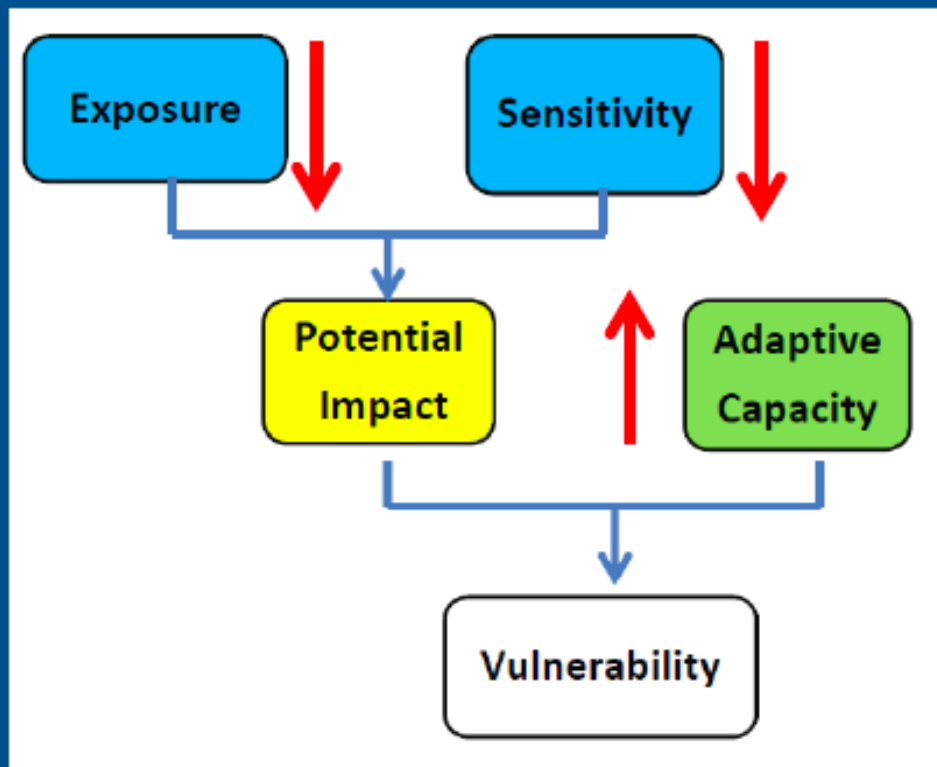 Exposure
Sensitivity
Potential
Impact
Adaptive
Capacity
Vulnerability